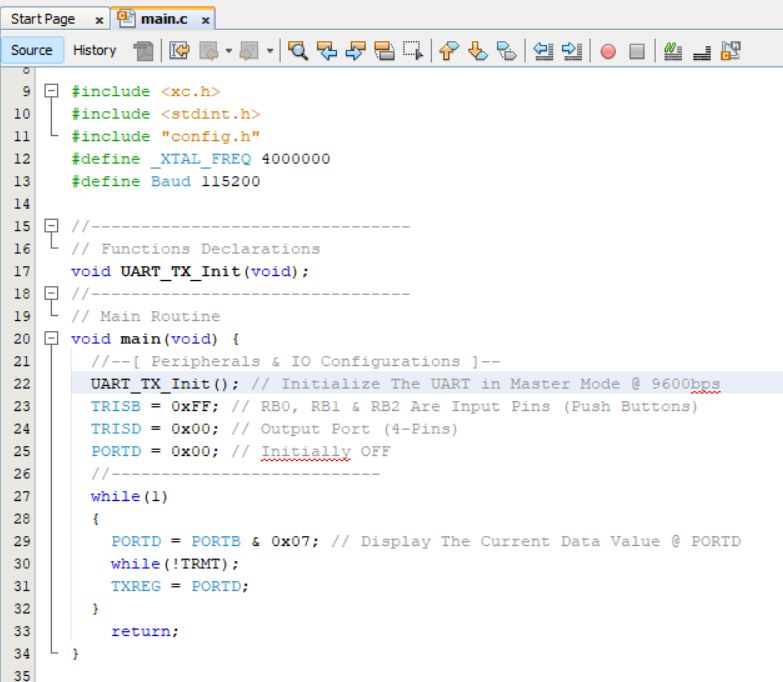 Start Page x main.c x
Source History
8
9 #include <xc.h>
10 #include <stdint.h>
11 #include "config.h"
12 #define _XTAL_FREQ 4000000
13 #define Baud 115200
14
15 //--------------------------------
16 // Functions Declarations
17 void UART_TX_Init(void);
18 //--------------------------------
19 // Main Routine
20 void main(void) {
21 //--[ Peripherals & IO Configurations ]--
22 UART_TX_Init(); // Initialize The UART in Master Mode @ 9600bps
23 TRISB = 0xFF; // RB0, RB1 & RB2 Are Input Pins (Push Buttons)
24 TRISD = 0x00; // Output Port (4-Pins)
25 PORTD = 0x00; // Initially OFF
26 //---------------------------
27 while(1)
28 {
29 PORTD = PORTB & 0x07; // Display The Current Data Value @ PORTD
30 while(!TRMT);
31 TXREG = PORTD;
32 }
33 return;
34 }
35